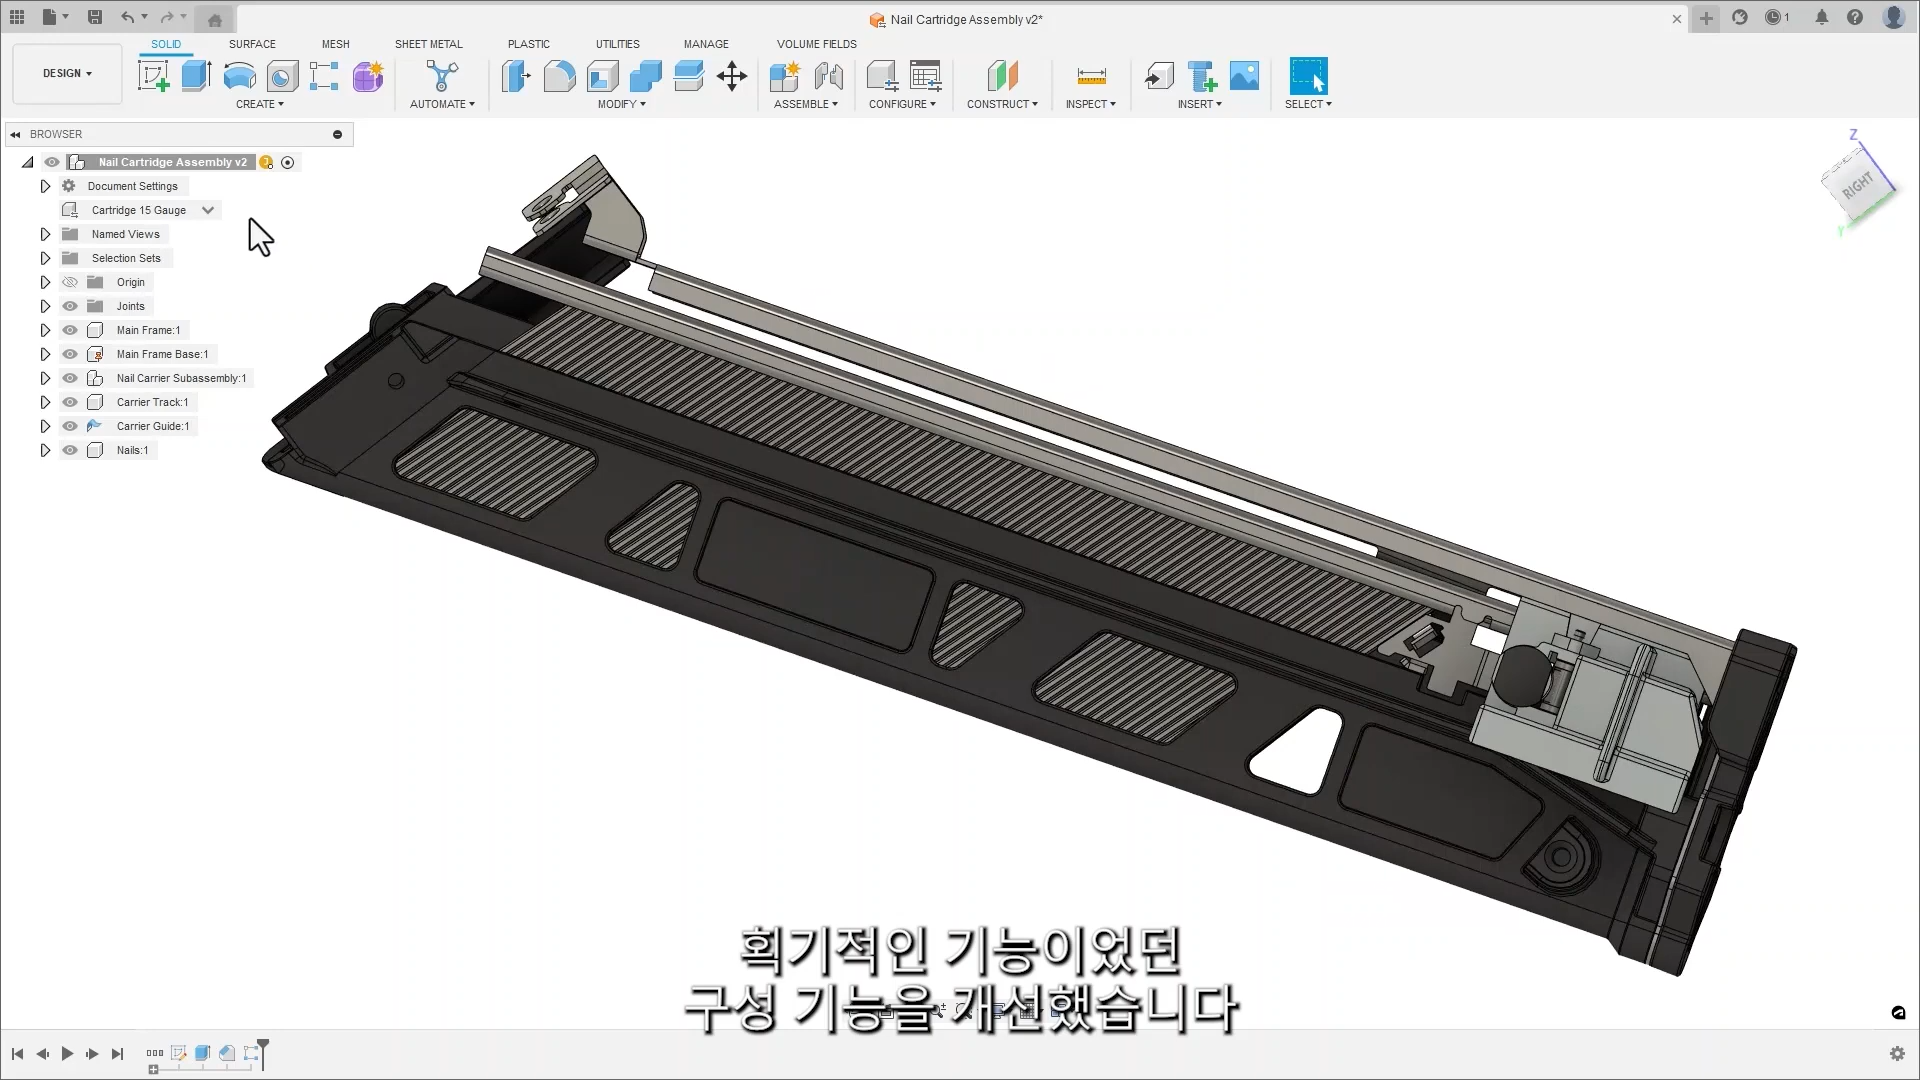 Nail Cartridge Assembly v2*
1
DESIGN
SOLID
SURFACE
MESH
SHEET METAL
PLASTIC
UTILITIES
MANAGE
VOLUME FIELDS
CREATE
AUTOMATE
MODIFY
ASSEMBLE
CONFIGURE
CONSTRUCT
INSPECT
INSERT
SELECT
BROWSER
Nail Cartridge Assembly v2
Document Settings
Cartridge 15 Gauge
Named Views
Selection Sets
Origin
Joints
Main Frame:1
Main Frame Base:1
Nail Carrier Subassembly:1
Carrier Track:1
Carrier Guide:1
Nails:1
Z
RIGHT
Y
획기적인 기능이었던
구성 기능을 개선했습니다